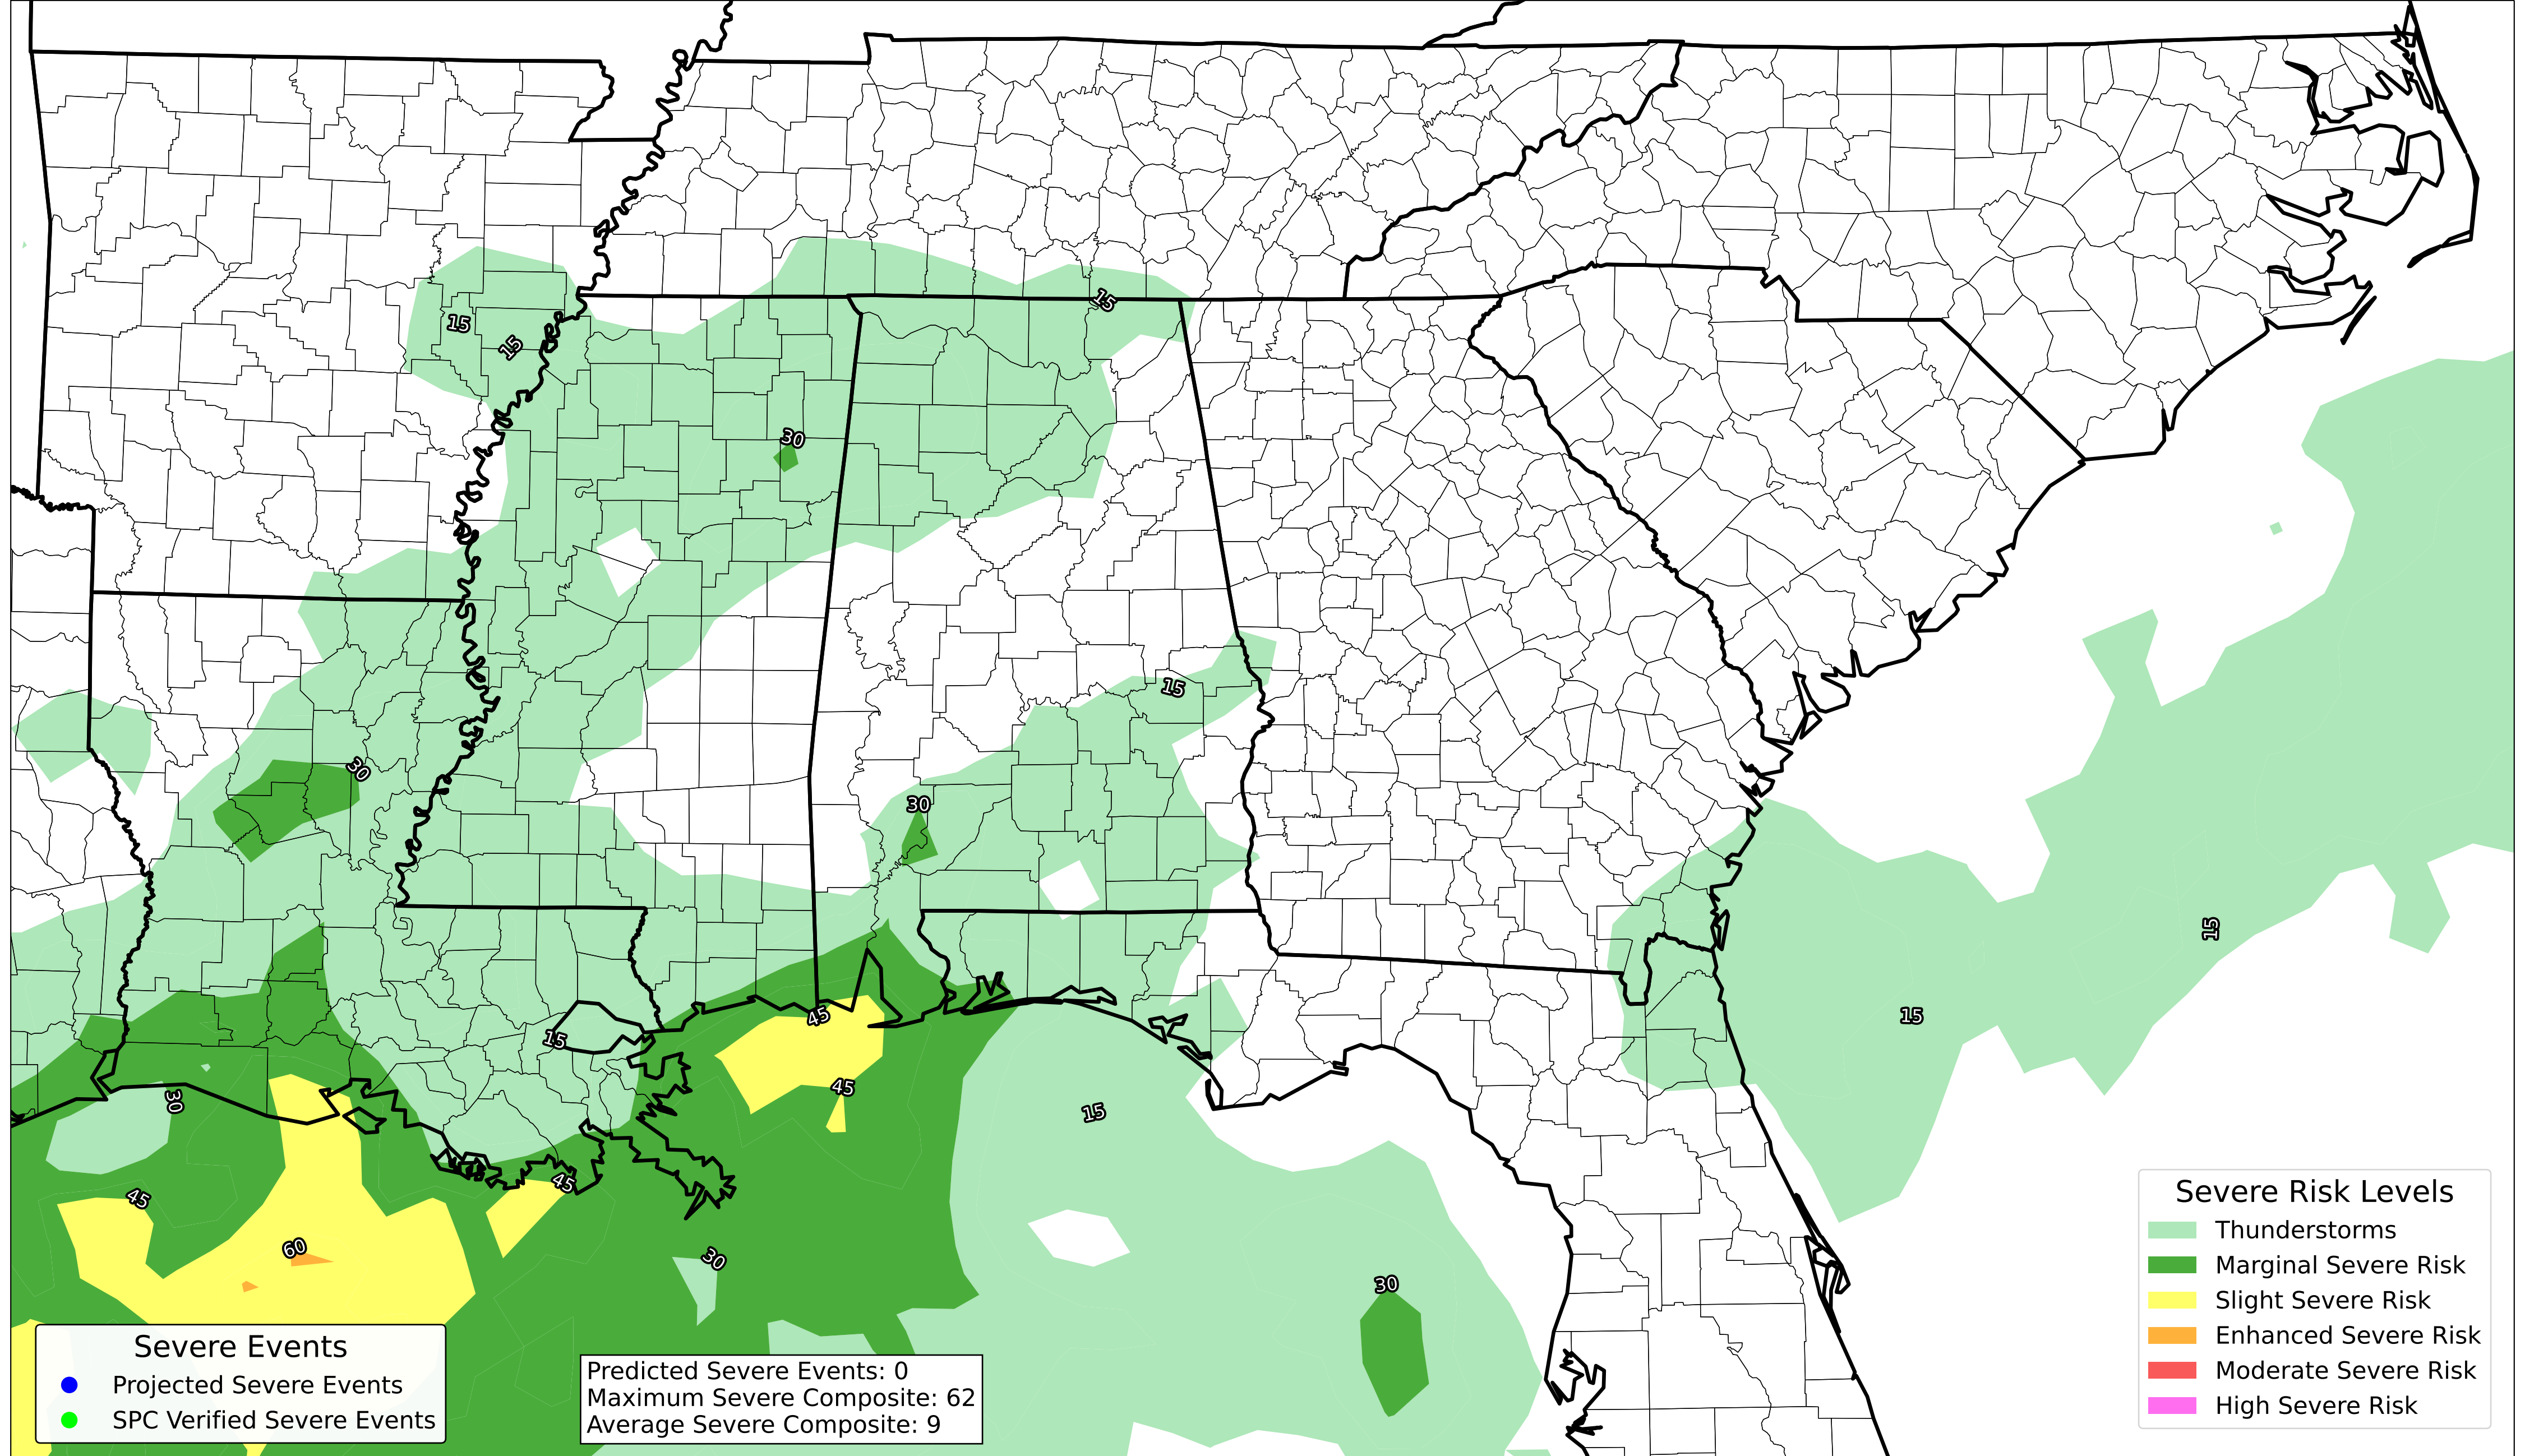 15
15
15
30
15
30
30
15
15
45
15
45
30
15
45
45
60
30
30
Severe Risk Levels
Thunderstorms
Marginal Severe Risk
Slight Severe Risk
Enhanced Severe Risk
Moderate Severe Risk
High Severe Risk
Severe Events
Projected Severe Events
SPC Verified Severe Events
Predicted Severe Events: 0
Maximum Severe Composite: 62
Average Severe Composite: 9